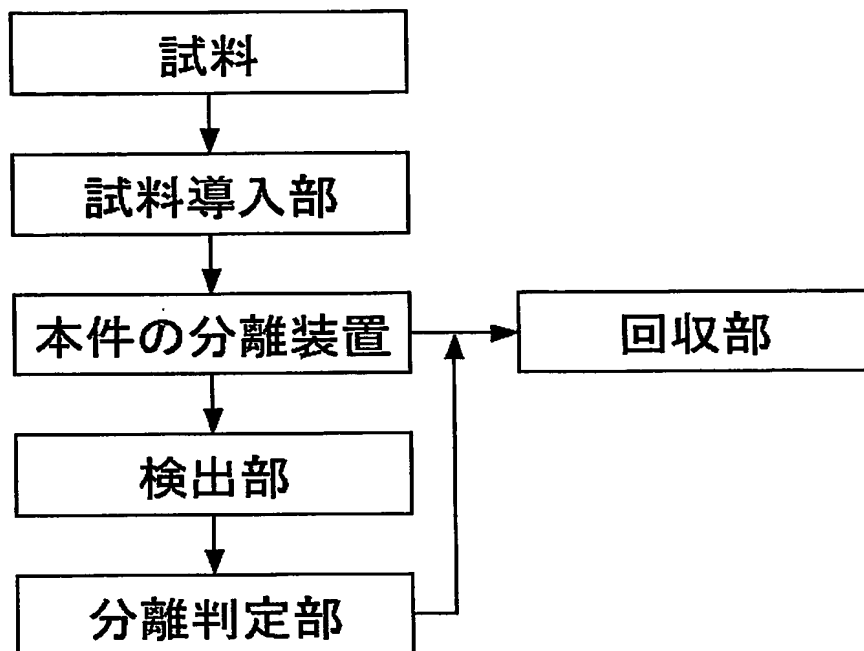 試料
試料導入部
本件の分離装置
回収部
検出部
分離判定部